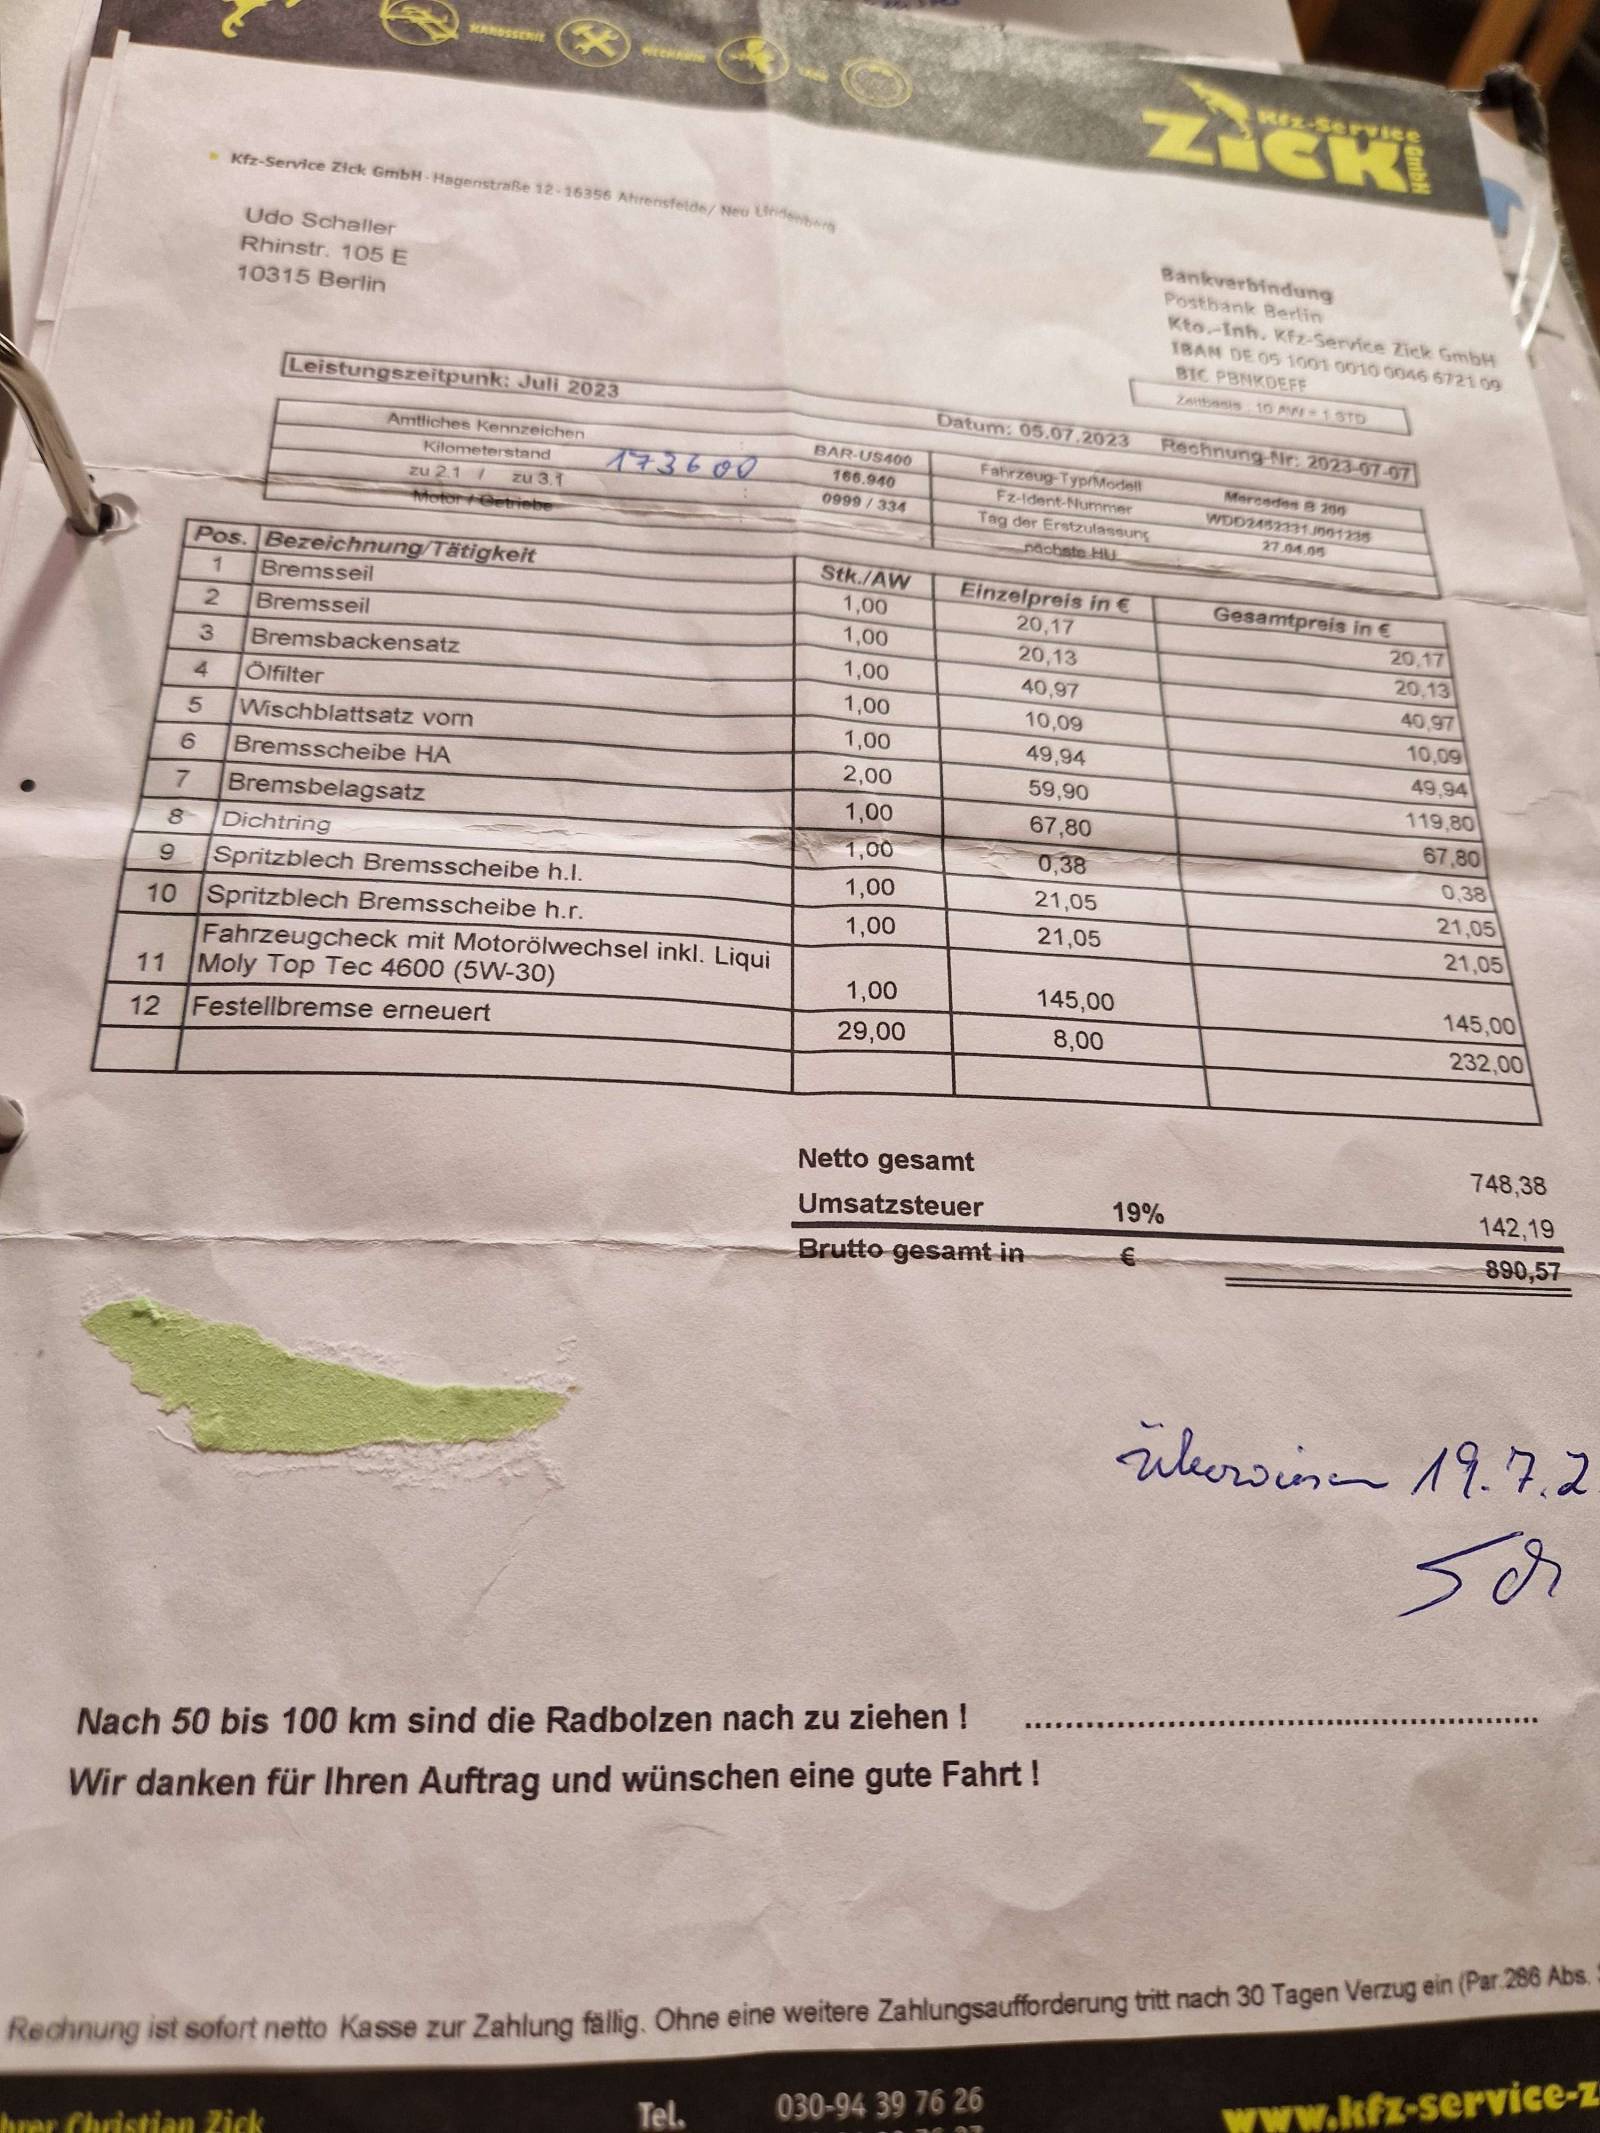 KAROSSERIE MECHANIK LACK
Kfz-Service
ZICK
GmbH
Kfz-Service Zick GmbH · Hagenstraße 12 · 16356 Ahrensfelde/ Neu Lindenberg
Udo Schaller
Rhinstr. 105 E
10315 Berlin
Bankverbindung
Postbank Berlin
Kto.-Inh. Kfz-Service Zick GmbH
IBAN DE 05 1001 0010 0046 6721 09
BIC PBNKDEFF
Zeitbasis : 10 AW = 1 STD
Leistungszeitpunk: Juli 2023 Datum: 05.07.2023 Rechnung-Nr: 2023-07-07
Amtliches Kennzeichen BAR-US400 Fahrzeug-Typ/Modell Mercedes B 200
Kilometerstand 173600 166.940 Fz-Ident-Nummer
zu 2.1 / zu 3.1 0999 / 334 Tag der Erstzulassung 27.04.05
Motor / Getriebe nächste HU
Pos. Bezeichnung/Tätigkeit Stk./AW Einzelpreis in € Gesamtpreis in €
1 Bremsseil 1,00 20,17 20,17
2 Bremsseil 1,00 20,13 20,13
3 Bremsbackensatz 1,00 40,97 40,97
4 Ölfilter 1,00 10,09 10,09
5 Wischblattsatz vorn 1,00 49,94 49,94
6 Bremsscheibe HA 2,00 59,90 119,80
7 Bremsbelagsatz 1,00 67,80 67,80
8 Dichtring 1,00 0,38 0,38
9 Spritzblech Bremsscheibe h.l. 1,00 21,05 21,05
10 Spritzblech Bremsscheibe h.r. 1,00 21,05 21,05
Fahrzeugcheck mit Motorölwechsel inkl. Liqui
11 Moly Top Tec 4600 (5W-30) 1,00 145,00 145,00
12 Festellbremse erneuert 29,00 8,00 232,00
Netto gesamt 748,38
Umsatzsteuer 19% 142,19
Brutto gesamt in € 890,57
Überwiesen 19.7.2
Sch
Nach 50 bis 100 km sind die Radbolzen nach zu ziehen !
Wir danken für Ihren Auftrag und wünschen eine gute Fahrt !
Rechnung ist sofort netto Kasse zur Zahlung fällig. Ohne eine weitere Zahlungsaufforderung tritt nach 30 Tagen Verzug ein (Par.286 Abs.
hrer Christian Zick Tel. 030-94 39 76 26 www.kfz-service-z